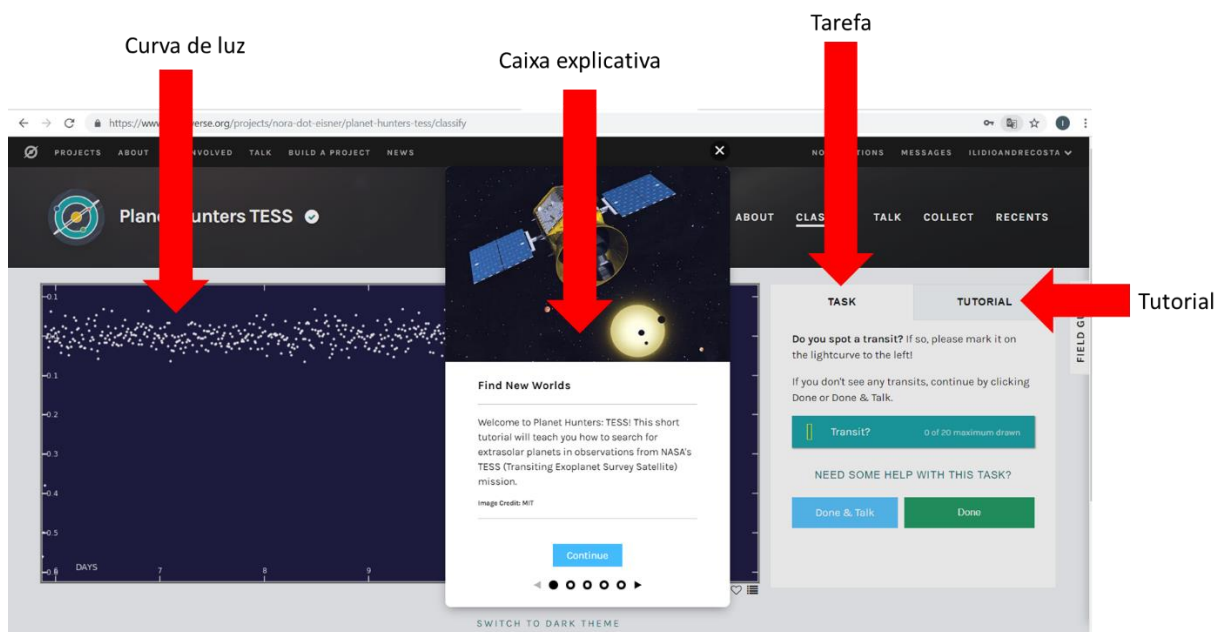 Tarefa
Curva de luz
Caixa explicativa
https://www.
erse.org/projects/nora-dot-eisner/planet-hunters-tess/classify
PROJECTS ABOUT
TALK BUILD A PROJECT NEWS
MESSAGES ILIDIOANDRECOSTA
Planet
unters TESS
ABOUT
TALK COLLECT RECENTS
TASK
TUTORIAL
Tutorial
FIELD
Do you spot a transit? If so, please mark it on
the lightcurve to the left!
If you don't see any transits, continue by clicking
Done or Done & Talk.
Transit? 0 of 20 maximum drawn
NEED SOME HELP WITH THIS TASK?
Done & Talk
Done
Find New Worlds
Welcome to Planet Hunters: TESS! This short
tutorial will teach you how to search for
extrasolar planets in observations from NASA's
TESS (Transiting Exoplanet Survey Satellite)
mission.
Image Credit: MIT
Continue
0.1
-0.1
-0.2
-0.3
-0.4
-0.5
-0.6
DAYS
6
7
8
9
SWITCH TO DARK THEME